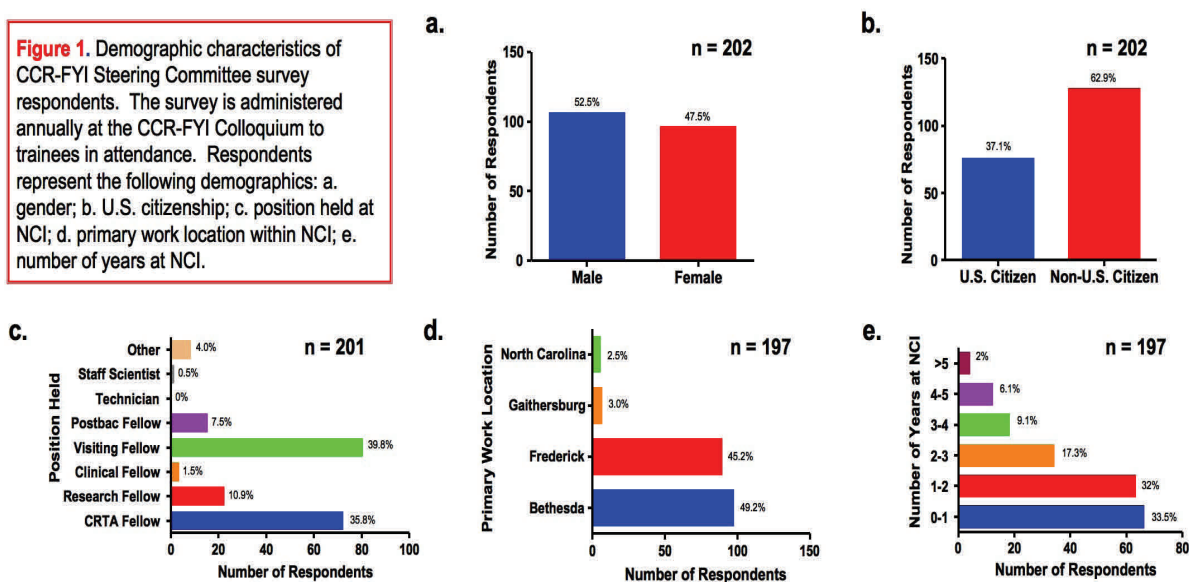 Figure 1. Demographic characteristics of
CCR-FYI Steering Committee survey
respondents. The survey is administered
annually at the CCR-FYI Colloquium to
trainees in attendance. Respondents
represent the following demographics: a.
gender; b. U.S. citizenship; c. position held at
NCI; d. primary work location within NCI; e.
number of years at NCI.
a.
n = 202
Number of Respondents
150
100
50
0
52.5%
47.5%
Male
Female
b.
n = 202
Number of Respondents
150
100
50
0
37.1%
62.9%
U.S. Citizen
Non-U.S. Citizen
c.
n = 201
Position Held
Other
4.0%
Staff Scientist
0.5%
Technician
0%
Postbac Fellow
7.5%
Visiting Fellow
39.8%
Clinical Fellow
1.5%
Research Fellow
10.9%
CRTA Fellow
35.8%
0
20
40
60
80
100
Number of Respondents
d.
n = 197
Primary Work Location
North Carolina
2.5%
Gaithersburg
3.0%
Frederick
45.2%
Bethesda
49.2%
0
50
100
150
Number of Respondents
e.
n = 197
Number of Years at NCI
>5
2%
4-5
6.1%
3-4
9.1%
2-3
17.3%
1-2
32%
0-1
33.5%
0
20
40
60
80
Number of Respondents